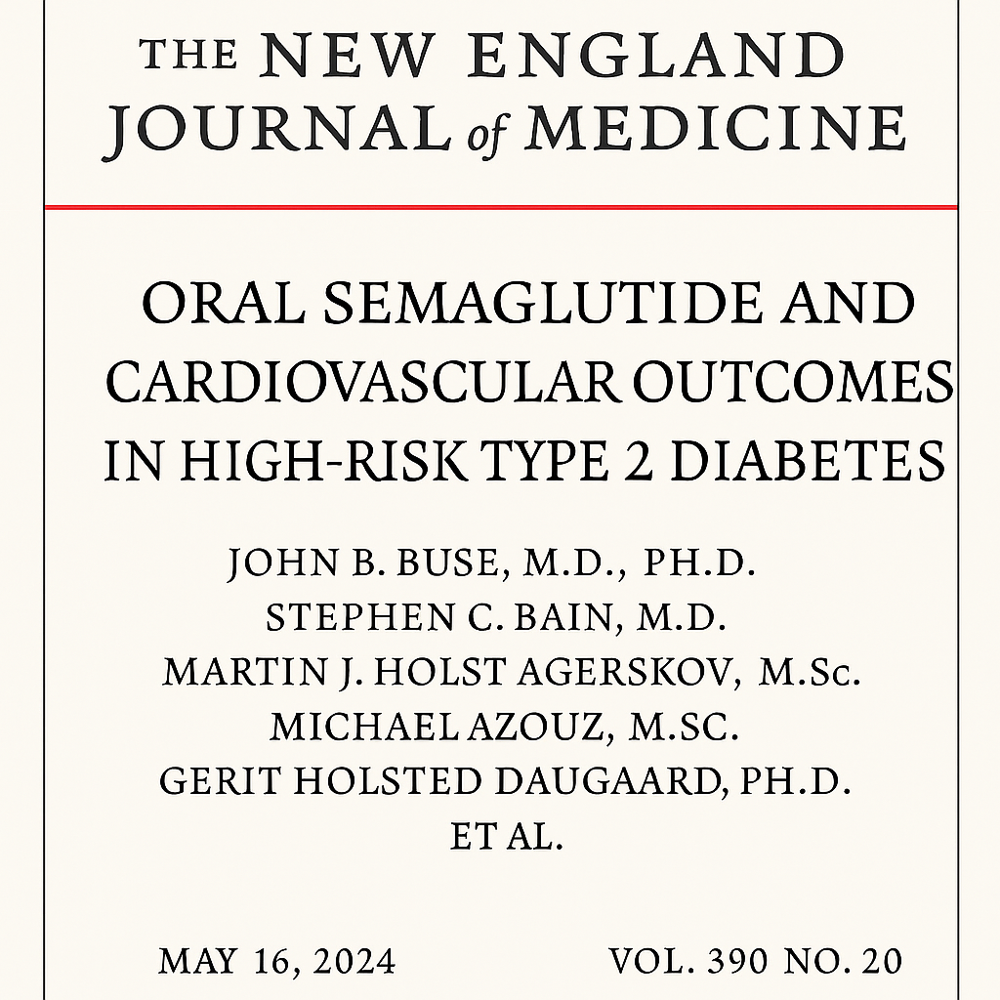 THE NEW ENGLAND
JOURNAL of MEDICINE
ORAL SEMAGLUTIDE AND
CARDIOVASCULAR OUTCOMES
IN HIGH-RISK TYPE 2 DIABETES
JOHN B. BUSE, M.D., PH.D.
STEPHEN C. BAIN, M.D.
MARTIN J. HOLST AGERSKOV, M.Sc.
MICHAEL AZOUZ, M.SC.
GERIT HOLSTED DAUGAARD, PH.D.
ET AL.
MAY 16, 2024 VOL. 390 NO. 20